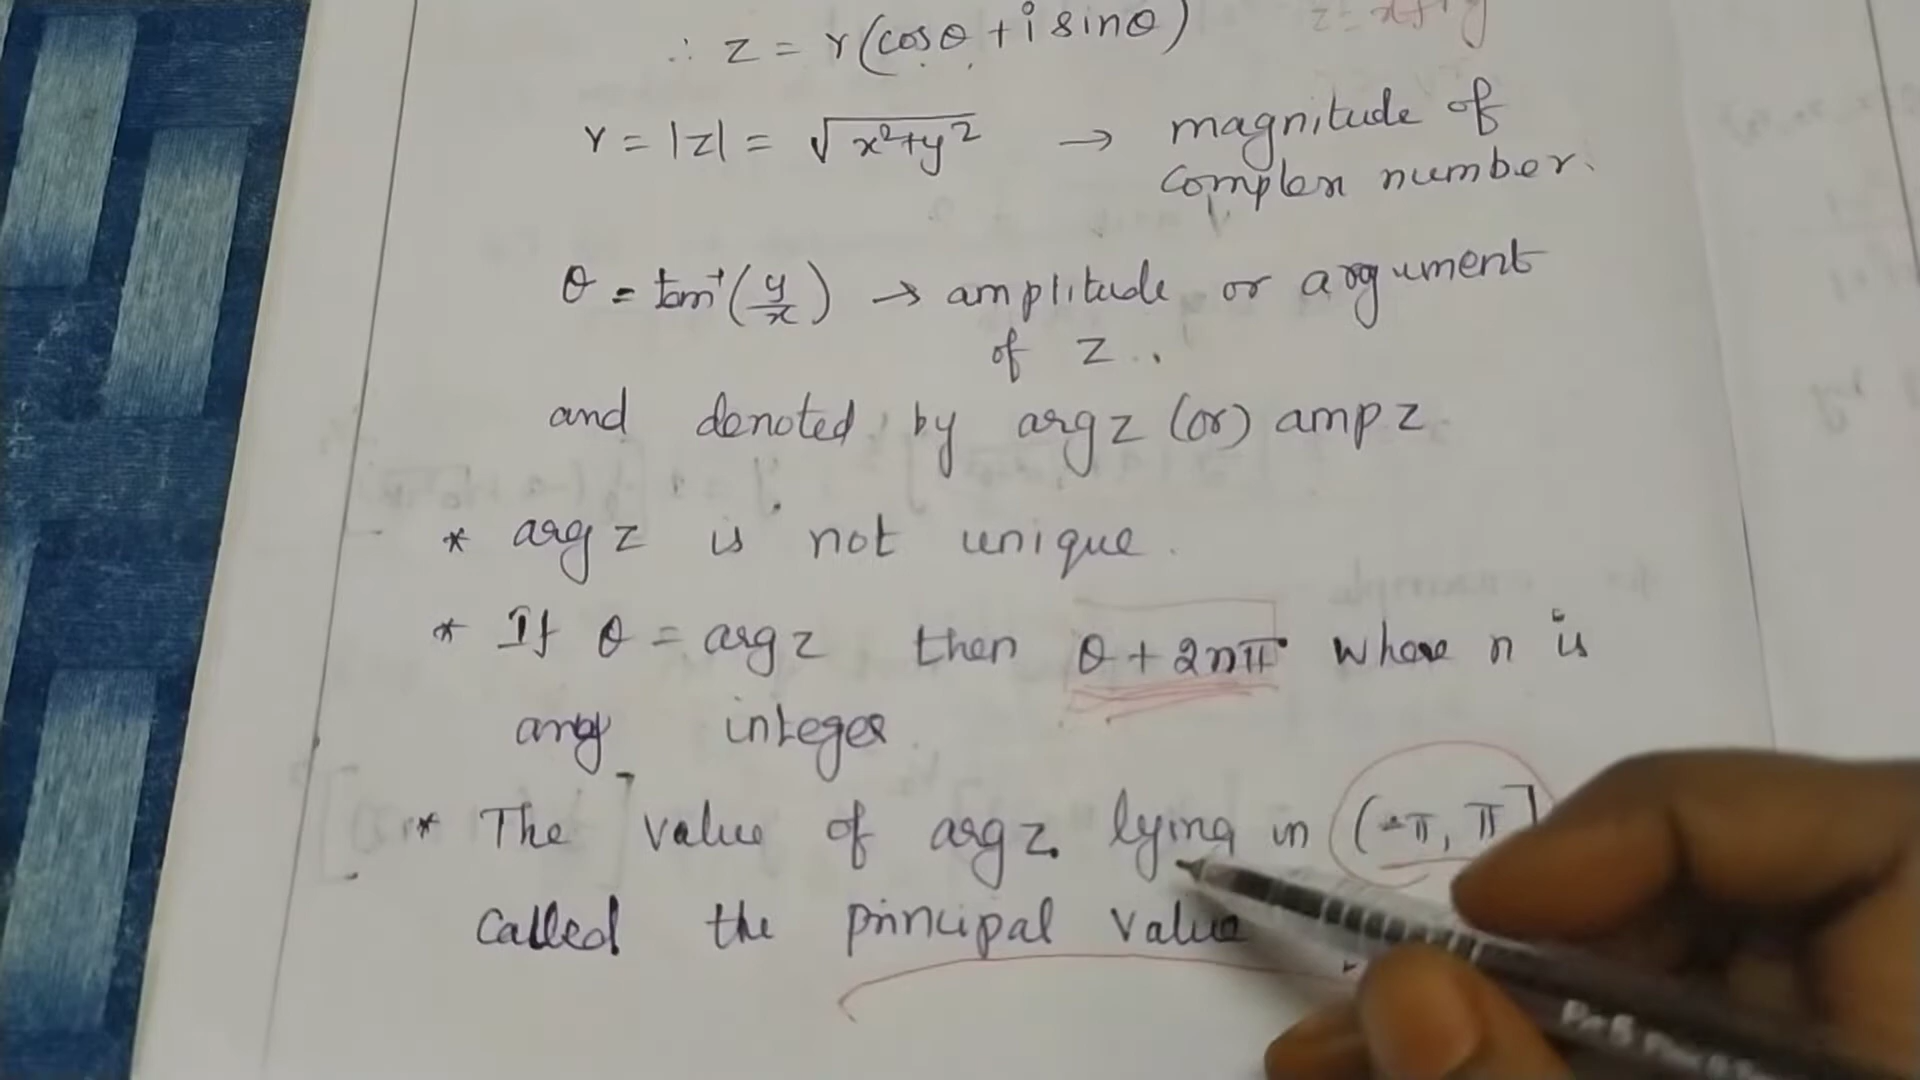 ∴ z = r(cosθ + i sinθ)
z = x + iy
r = |z| = √x²+y² → magnitude of
complex number.
θ = tan⁻¹(y/x) → amplitude or argument
of z.
and denoted by arg z (or) amp z
* arg z is not unique.
* If θ = arg z then θ + 2nπ where n is
any integer
* The value of arg z lying in (-π, π]
called the principal value